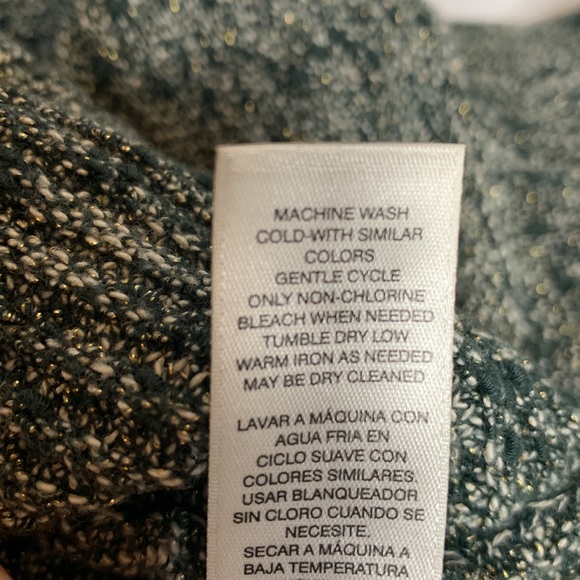 MACHINE WASH
COLD-WITH SIMILAR
COLORS
GENTLE CYCLE
ONLY NON-CHLORINE
BLEACH WHEN NEEDED
TUMBLE DRY LOW
WARM IRON AS NEEDED
MAY BE DRY CLEANED
LAVAR A MÁQUINA CON
AGUA FRIA EN
CICLO SUAVE CON
COLORES SIMILARES.
USAR BLANQUEADOR
SIN CLORO CUANDO SE
NECESITE.
SECAR A MÁQUINA A
BAJA TEMPERATURA